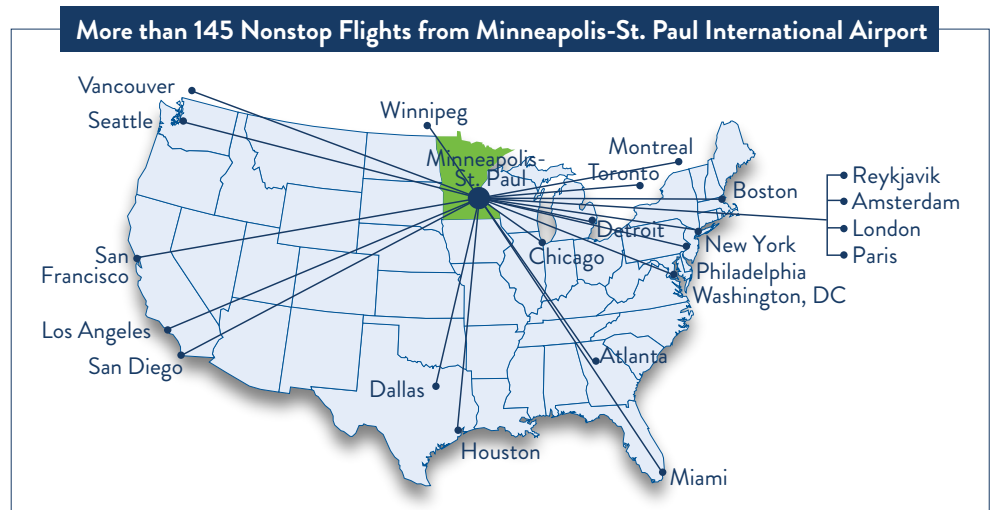 More than 145 Nonstop Flights from Minneapolis-St. Paul International Airport
Vancouver
Seattle
Winnipeg
Minneapolis-
St. Paul
Montreal
Toronto
Boston
Reykjavik
Amsterdam
London
Paris
Detroit
Chicago
New York
Philadelphia
Washington, DC
San
Francisco
Los Angeles
San Diego
Dallas
Atlanta
Houston
Miami